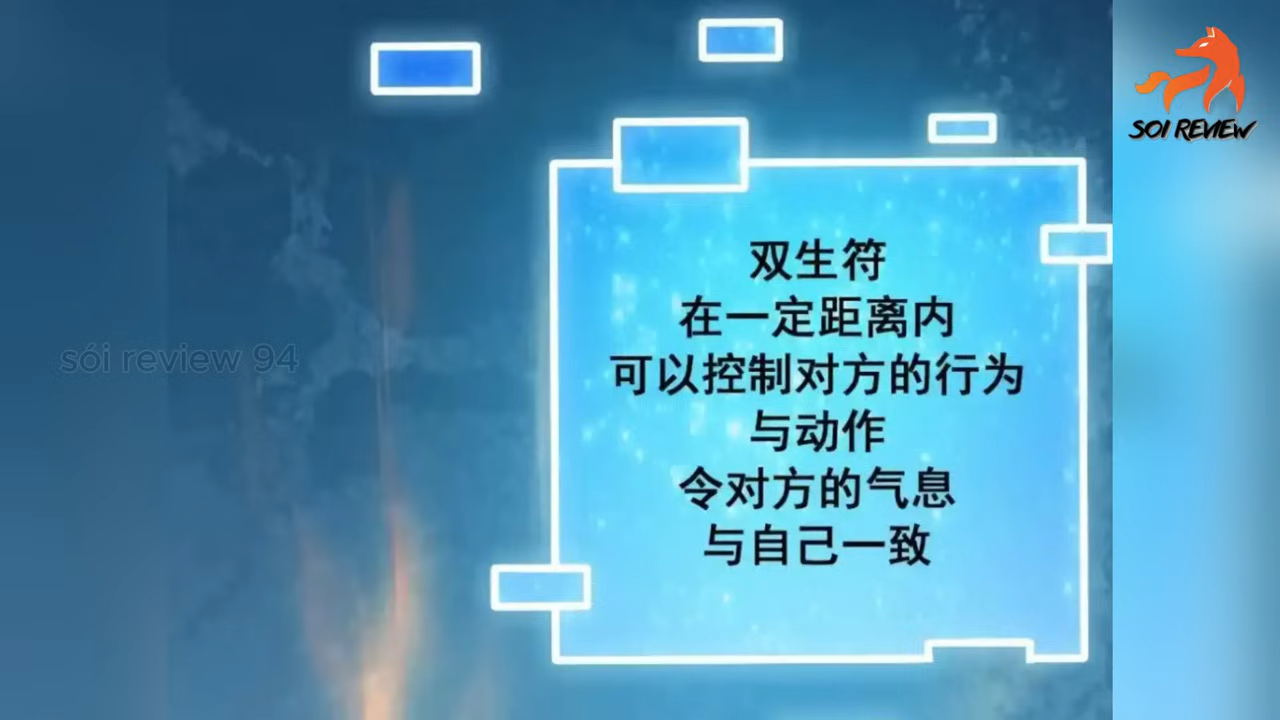 SOI REVIEW
双生符
在一定距离内
可以控制对方的行为
与动作
令对方的气息
与自己一致
sói review 94